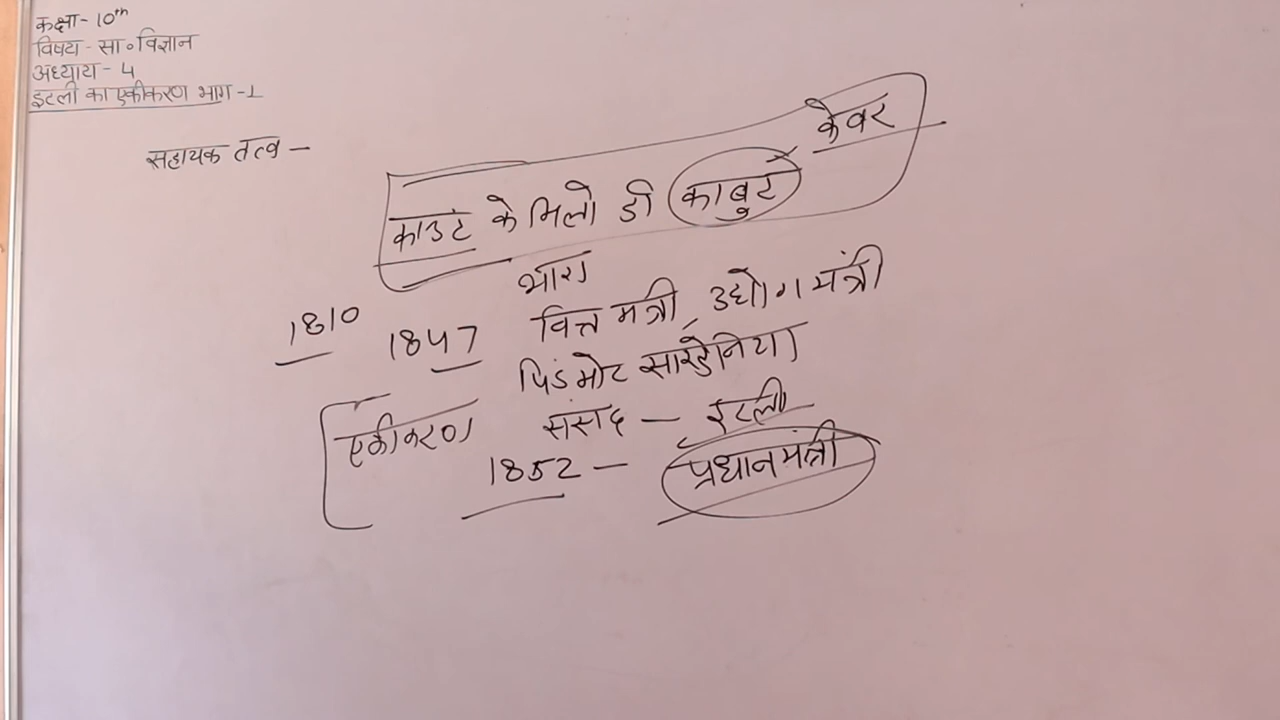 कक्षा- 10th
विषय - सा॰विज्ञान
अध्याय - 4
इटली का एकीकरण भाग -1
सहायक तत्व -
केवर
काउंट के मिलो डी काबुर
भाग
1810 1847 वित्त मंत्री, उद्योग मंत्री
पिंडमोट सार्डेनिया
एकीकरण संसद - इटली
1852 - प्रधानमंत्री